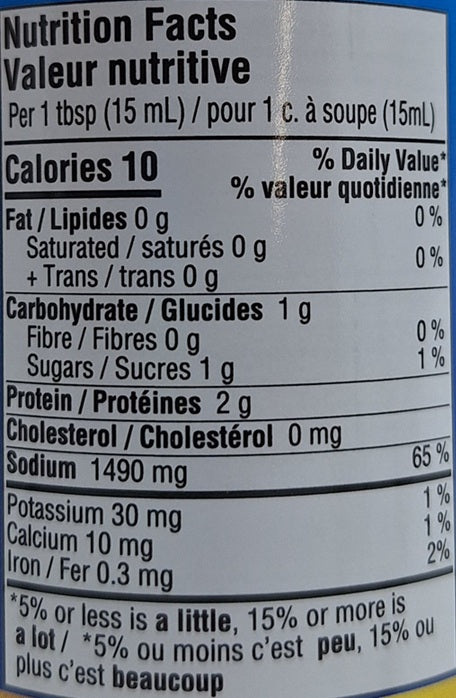 Nutrition Facts
Valeur nutritive
Per 1 tbsp (15 mL) / pour 1 c. à soupe (15mL)
Calories 10
% Daily Value*
% valeur quotidienne*
Fat / Lipides 0 g 0 %
Saturated / saturés 0 g
+ Trans / trans 0 g 0 %
Carbohydrate / Glucides 1 g
Fibre / Fibres 0 g 0 %
Sugars / Sucres 1 g 1 %
Protein / Protéines 2 g
Cholesterol / Cholestérol 0 mg
Sodium 1490 mg 65 %
Potassium 30 mg 1 %
Calcium 10 mg 1 %
Iron / Fer 0.3 mg 2%
*5% or less is a little, 15% or more is
a lot / *5% ou moins c'est peu, 15% ou
plus c'est beaucoup